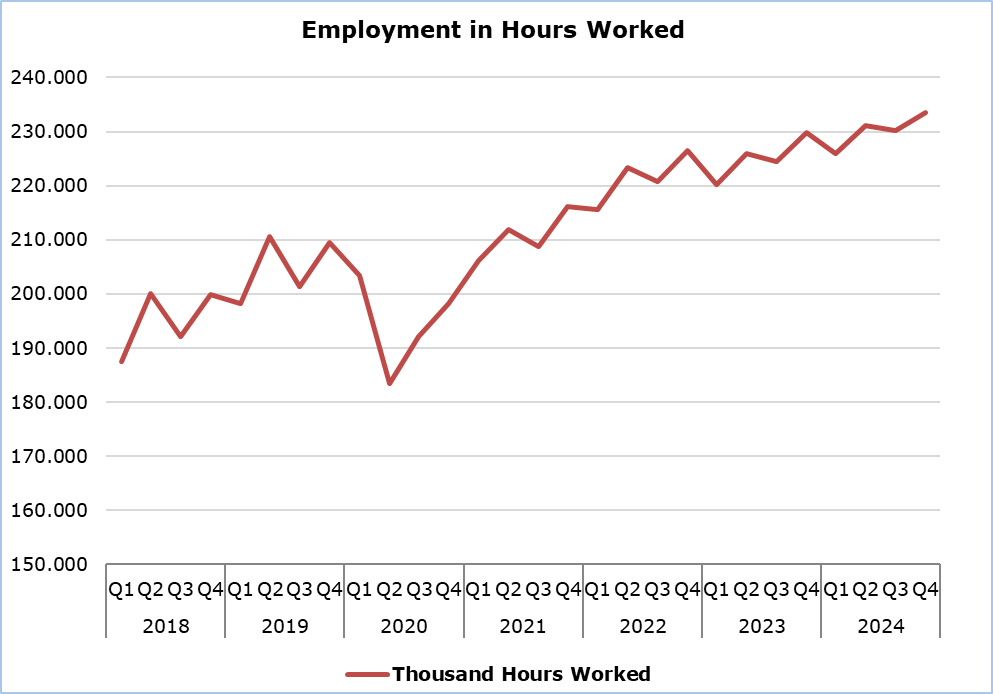 Employment in Hours Worked
240.000
230.000
220.000
210.000
200.000
190.000
180.000
170.000
160.000
150.000
Q1 Q2 Q3 Q4 Q1 Q2 Q3 Q4 Q1 Q2 Q3 Q4 Q1 Q2 Q3 Q4 Q1 Q2 Q3 Q4 Q1 Q2 Q3 Q4 Q1 Q2 Q3 Q4
2018 2019 2020 2021 2022 2023 2024
Thousand Hours Worked